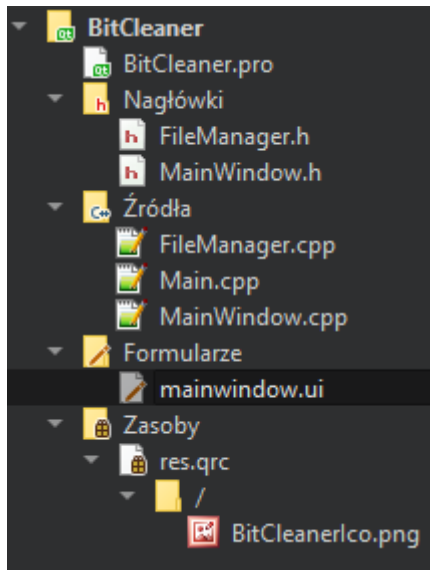 BitCleaner
BitCleaner.pro
Nagłówki
FileManager.h
MainWindow.h
Źródła
FileManager.cpp
Main.cpp
MainWindow.cpp
Formularze
mainwindow.ui
Zasoby
res.qrc
/
BitCleanerIco.png